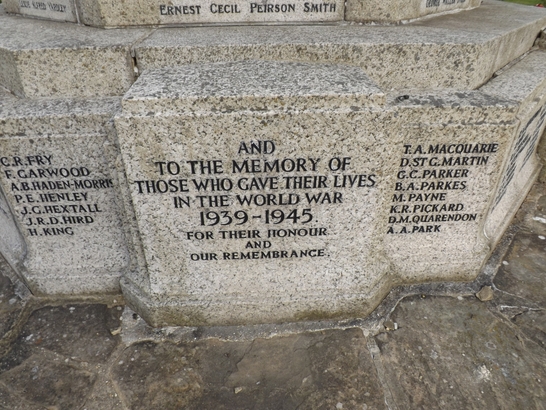 Ernest Cecil Peirson Smith
C.R. FRY
F. GARWOOD
A.B. HADEN-MORRIS
P.E. HENLEY
J.G. HEXTALL
J.R.D. HIRD
H. KING
AND
TO THE MEMORY OF
THOSE WHO GAVE THEIR LIVES
IN THE WORLD WAR
1939-1945.
FOR THEIR HONOUR
AND
OUR REMEMBRANCE.
T.A. MACQUARIE
D. ST G. MARTIN
G.C. PARKER
B.A. PARKES
M. PAYNE
K.R. PICKARD
D.M. QUARENDON
A.A. PARK